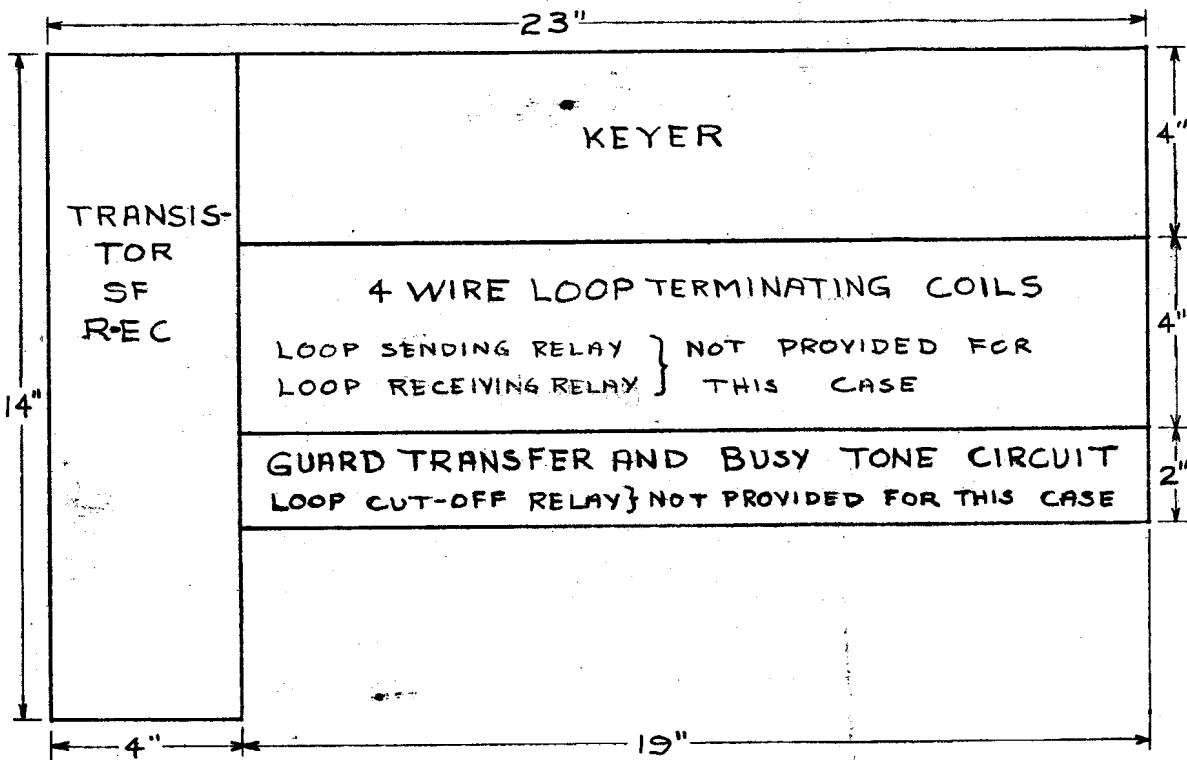 23"
KEYER
4"
TRANSIS-
TOR
SF
REC
4 WIRE LOOP TERMINATING COILS
LOOP SENDING RELAY } NOT PROVIDED FOR
LOOP RECEIVING RELAY } THIS CASE
4"
14"
GUARD TRANSFER AND BUSY TONE CIRCUIT
LOOP CUT-OFF RELAY} NOT PROVIDED FOR THIS CASE
2"
4"
19"